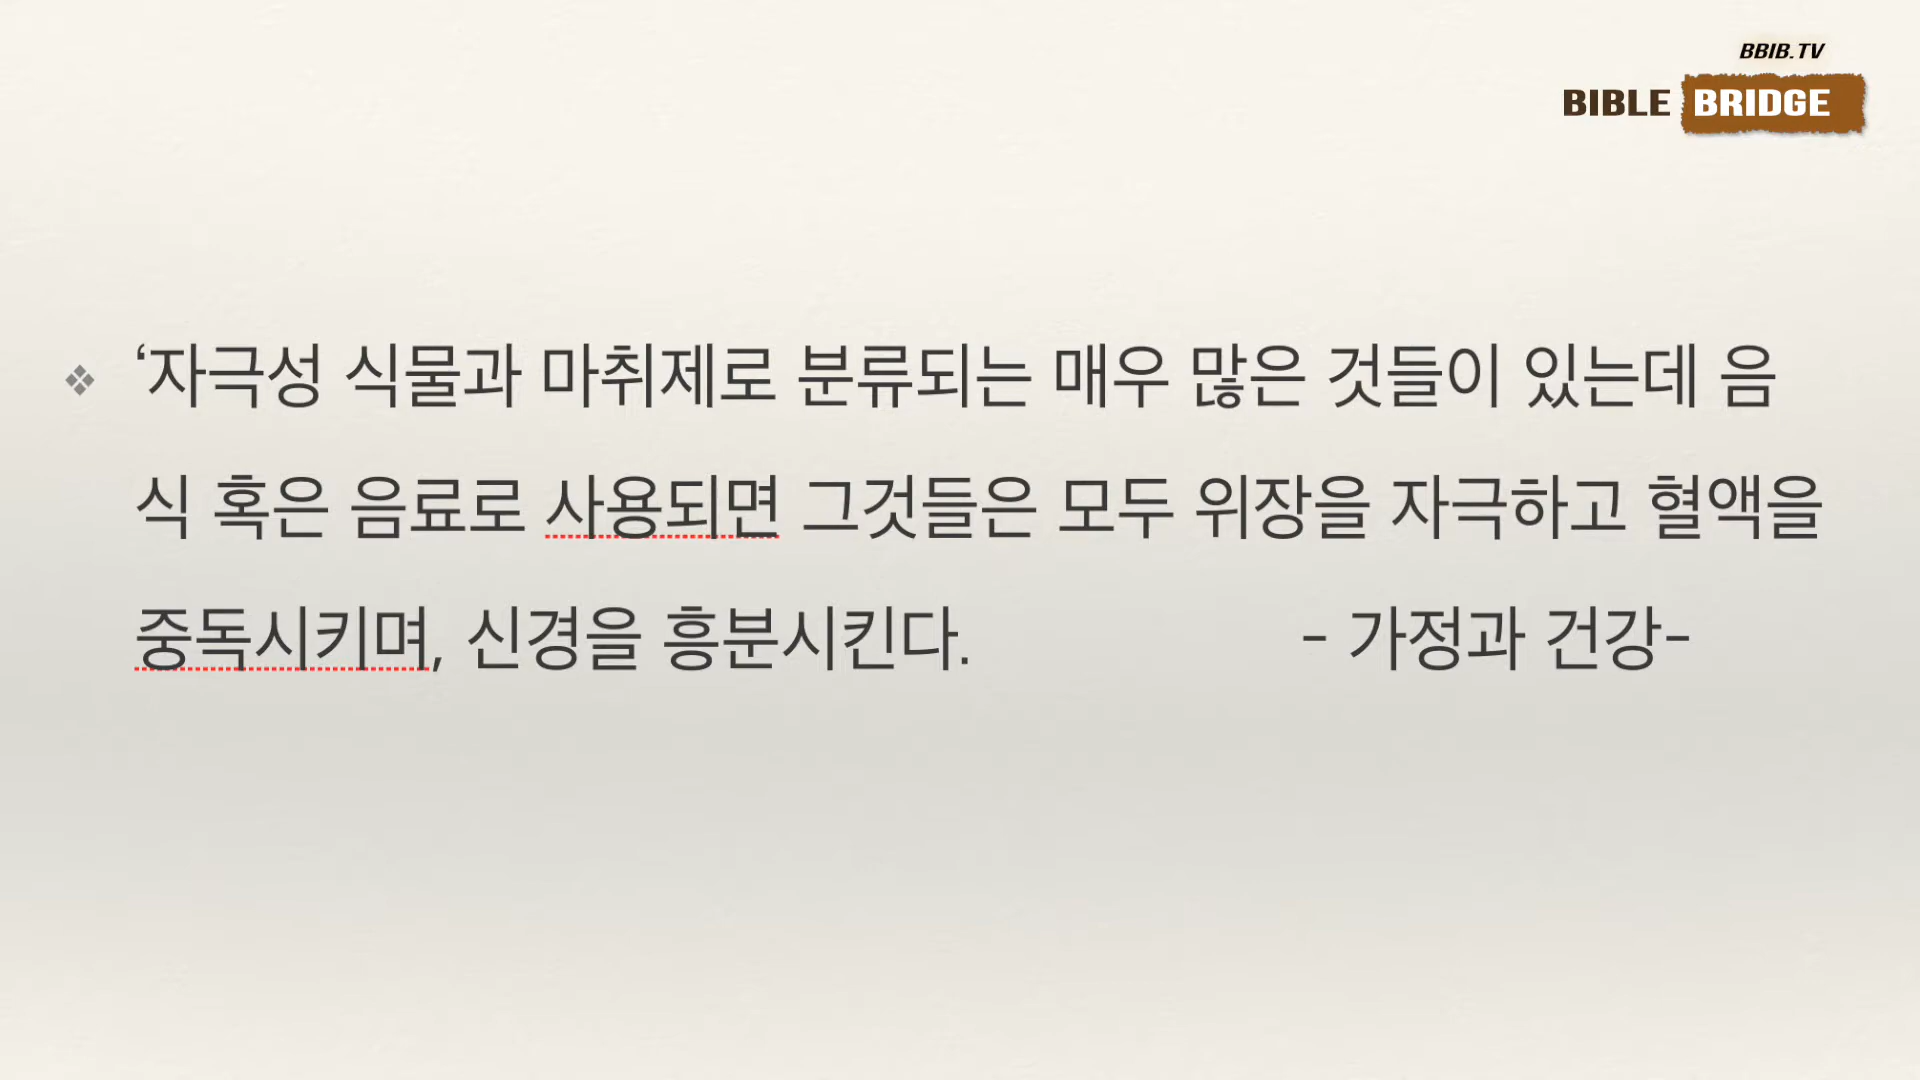 BBIB.TV
BIBLE BRIDGE
❖ ‘자극성 식물과 마취제로 분류되는 매우 많은 것들이 있는데 음
식 혹은 음료로 사용되면 그것들은 모두 위장을 자극하고 혈액을
중독시키며, 신경을 흥분시킨다. - 가정과 건강-